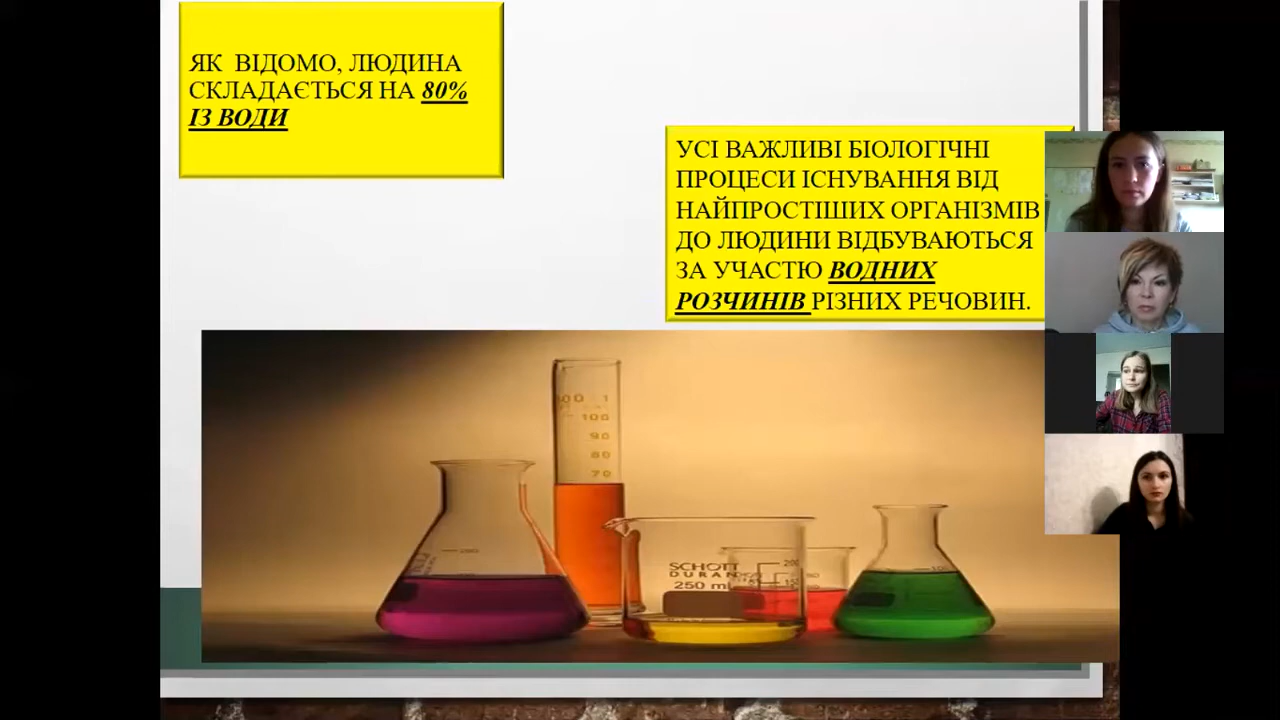 ЯК ВІДОМО, ЛЮДИНА
СКЛАДАЄТЬСЯ НА 80%
ІЗ ВОДИ
УСІ ВАЖЛИВІ БІОЛОГІЧНІ
ПРОЦЕСИ ІСНУВАННЯ ВІД
НАЙПРОСТІШИХ ОРГАНІЗМІВ
ДО ЛЮДИНИ ВІДБУВАЮТЬСЯ
ЗА УЧАСТЮ ВОДНИХ
РОЗЧИНІВ РІЗНИХ РЕЧОВИН.
100
90
80
70
SCHOTT
DURAN
250 ml